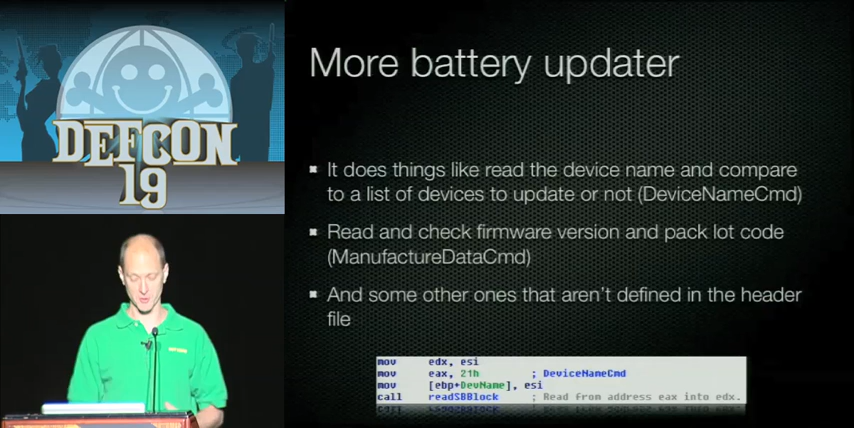 DEFCON
19
More battery updater
It does things like read the device name and compare
to a list of devices to update or not (DeviceNameCmd)
Read and check firmware version and pack lot code
(ManufactureDataCmd)
And some other ones that aren't defined in the header
file
mov edx, esi
mov eax, 21h ; DeviceNameCmd
mov [ebp+DevName], esi
call readSBBlock ; Read from address eax into edx.